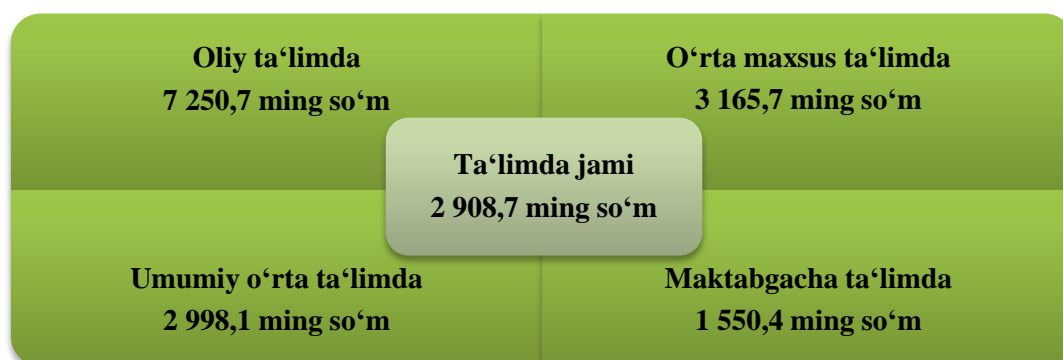 Oliy ta‘limda
7 250,7 ming so‘m
O‘rta maxsus ta‘limda
3 165,7 ming so‘m
Ta‘limda jami
2 908,7 ming so‘m
Umumiy o‘rta ta‘limda
2 998,1 ming so‘m
Maktabgacha ta‘limda
1 550,4 ming so‘m